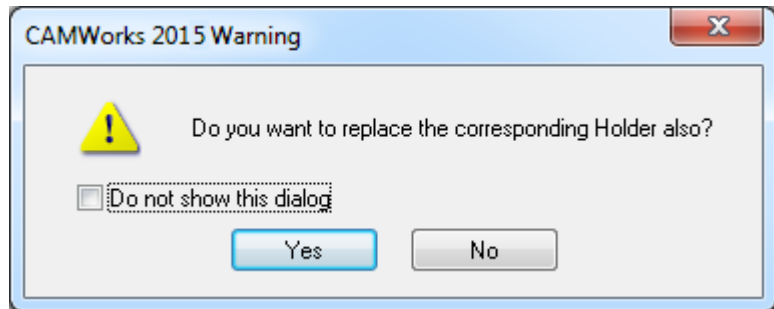 CAMWorks 2015 Warning
Do you want to replace the corresponding Holder also?
Do not show this dialog
Yes No